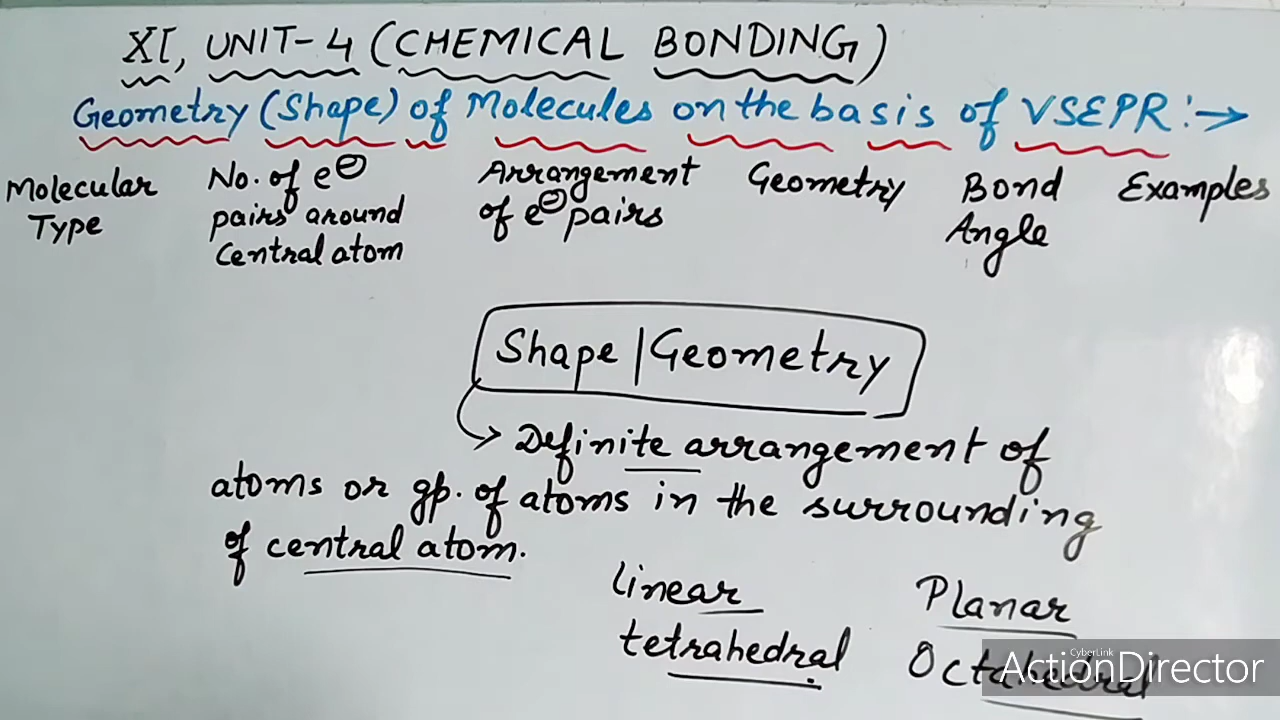 XI, UNIT-4 (CHEMICAL BONDING)
Geometry (Shape) of Molecules on the basis of VSEPR :→
Molecular Type
No. of e⊖ pairs around Central atom
Arrangement of e⊖ pairs
Geometry
Bond Angle
Examples
Shape | Geometry
→ Definite arrangement of
atoms or gp. of atoms in the surrounding
of central atom.
linear
Planar
tetrahedral
Octahedral
CyberLink
ActionDirector